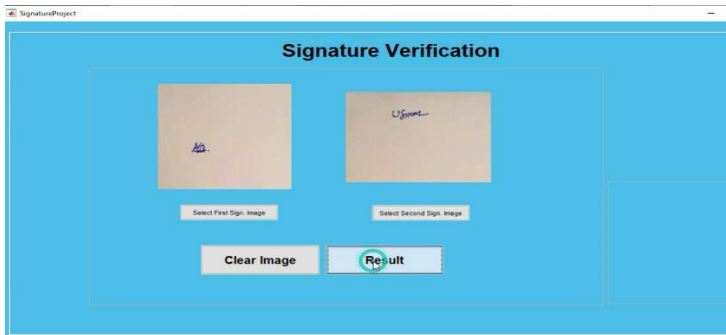 SignatureProject
Signature Verification
Select First Sign. Image
Select Second Sign. Image
Clear Image
Result